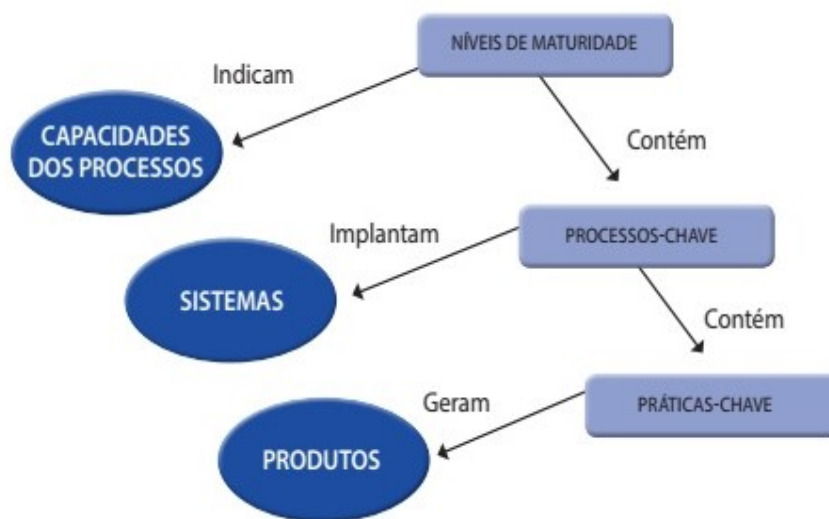 NÍVEIS DE MATURIDADE
Indicam
CAPACIDADES
DOS PROCESSOS
Contém
Implantam
PROCESSOS-CHAVE
SISTEMAS
Contém
Geram
PRÁTICAS-CHAVE
PRODUTOS